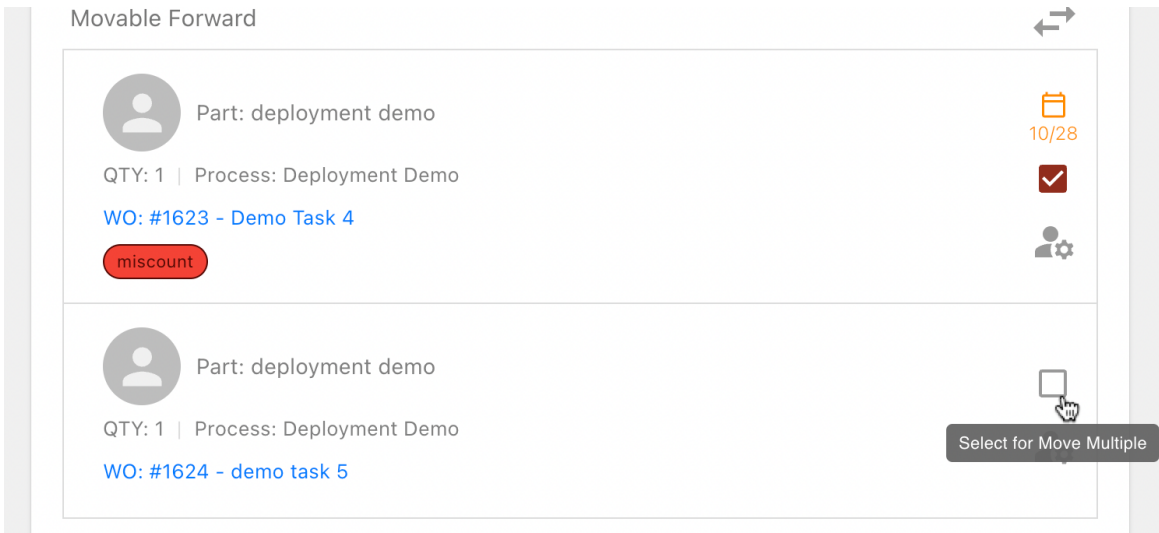 Movable Forward
Part: deployment demo
10/28
QTY: 1 | Process: Deployment Demo
WO: #1623 - Demo Task 4
miscount
Part: deployment demo
QTY: 1 | Process: Deployment Demo
Select for Move Multiple
WO: #1624 - demo task 5